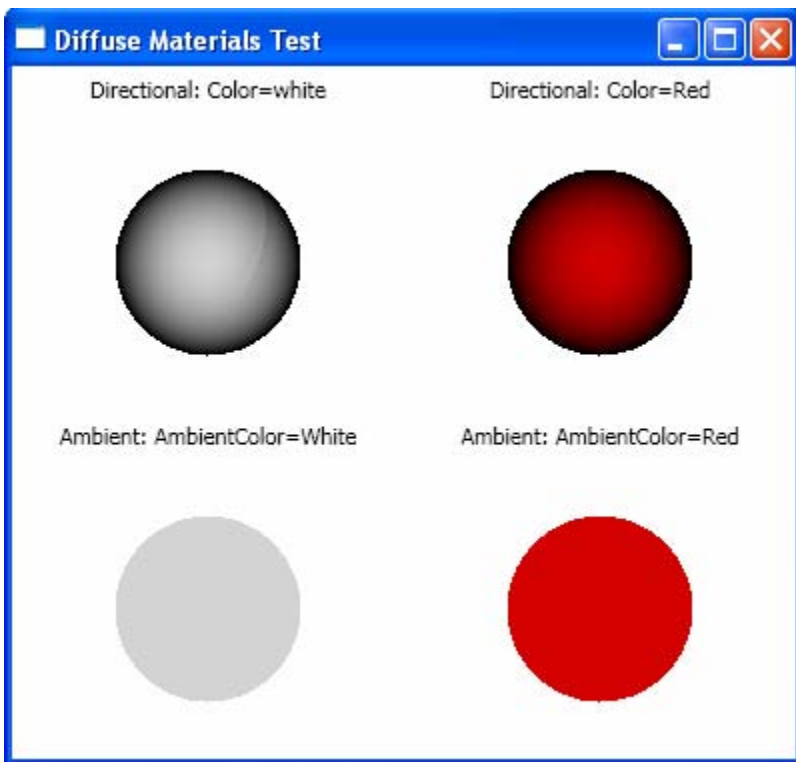 Diffuse Materials Test
Directional: Color=white
Directional: Color=Red
Ambient: AmbientColor=White
Ambient: AmbientColor=Red